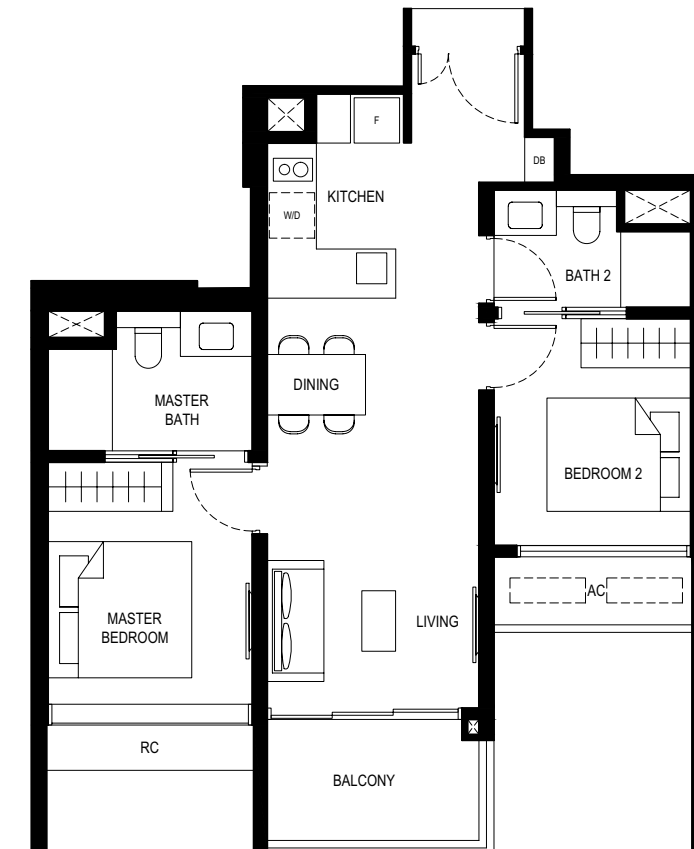 F
DB
KITCHEN
W/D
BATH 2
DINING
MASTER
BATH
BEDROOM 2
AC
MASTER
BEDROOM
LIVING
RC
BALCONY